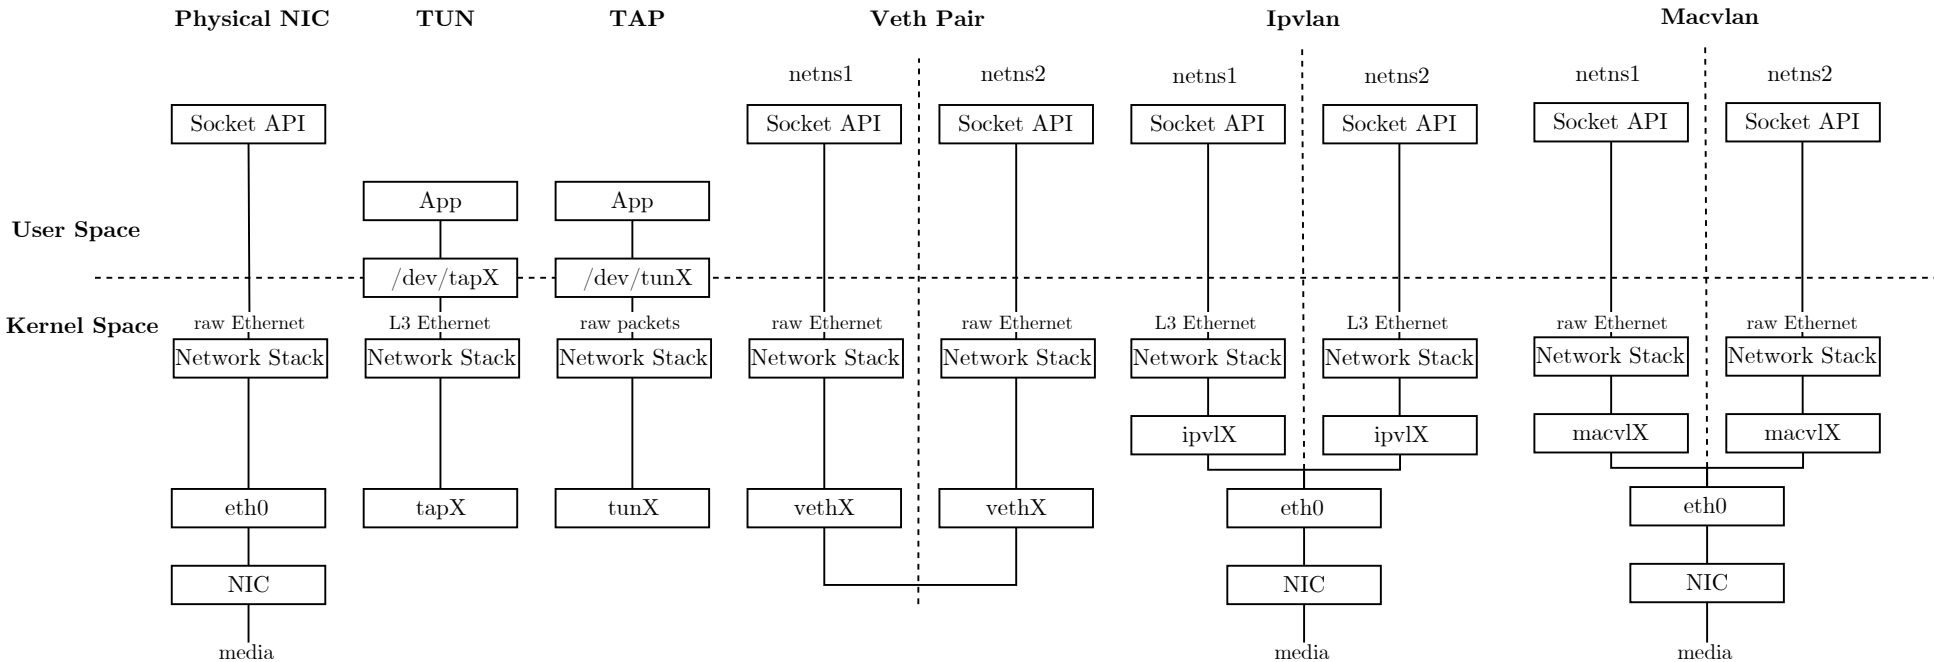 Physical NIC TUN TAP Veth Pair Ipvlan Macvlan
netns1 netns2 netns1 netns2 netns1 netns2
Socket API Socket API Socket API Socket API Socket API Socket API Socket API
App App
User Space
/dev/tapX /dev/tunX
Kernel Space
raw Ethernet L3 Ethernet raw packets raw Ethernet raw Ethernet L3 Ethernet L3 Ethernet raw Ethernet raw Ethernet
Network Stack Network Stack Network Stack Network Stack Network Stack Network Stack Network Stack Network Stack Network Stack
ipvlX ipvlX macvlX macvlX
eth0 tapX tunX vethX vethX eth0 eth0
NIC NIC NIC
media media media